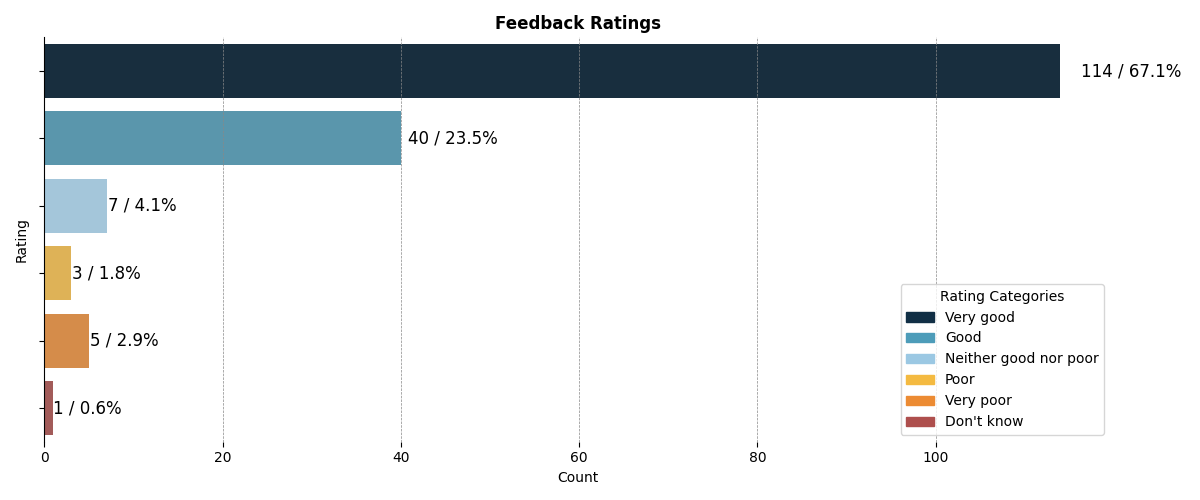 Feedback Ratings
114 / 67.1%
40 / 23.5%
7 / 4.1%
3 / 1.8%
5 / 2.9%
1 / 0.6%
Rating
Rating Categories
Very good
Good
Neither good nor poor
Poor
Very poor
Don't know
0 20 40 60 80 100
Count